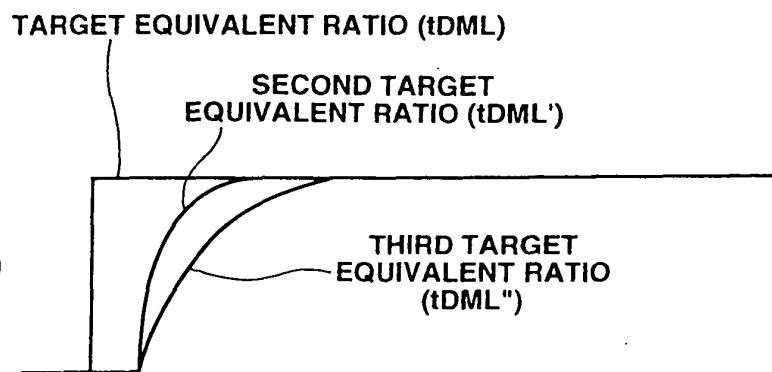 TARGET EQUIVALENT RATIO (tDML)
SECOND TARGET
EQUIVALENT RATIO (tDML')
THIRD TARGET
EQUIVALENT RATIO
(tDML")